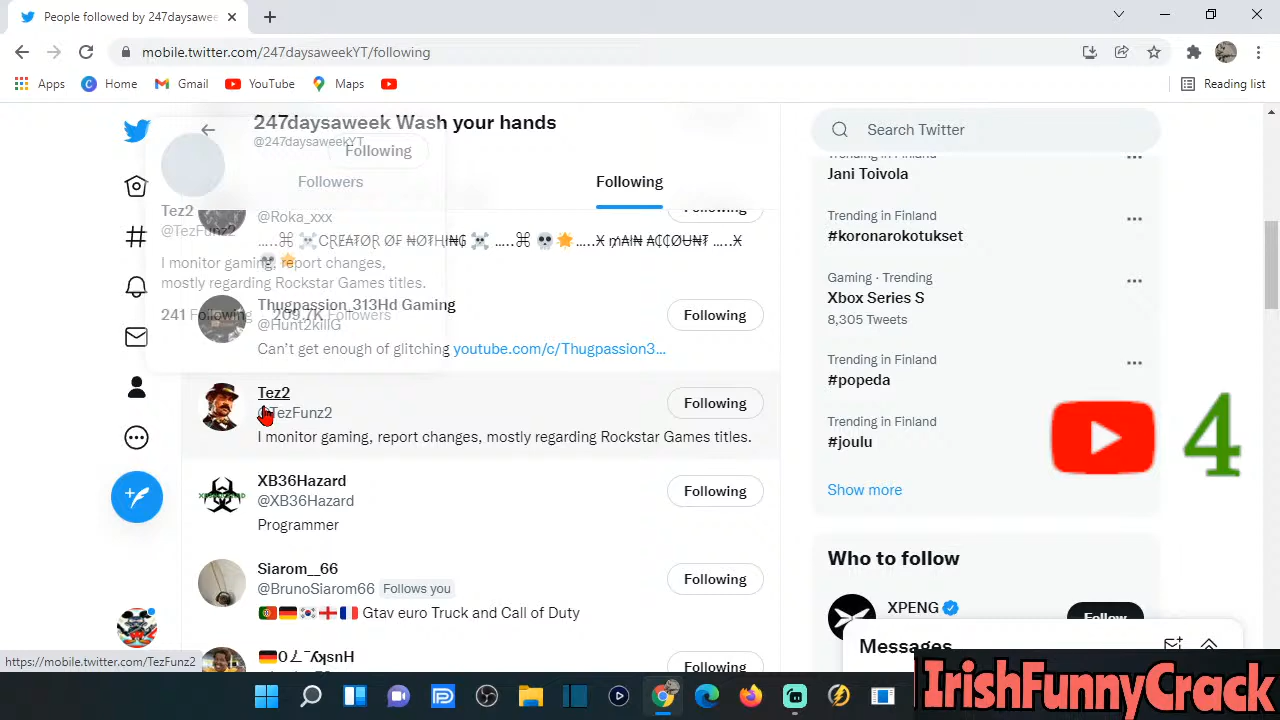 People followed by 247daysawee
mobile.twitter.com/247daysaweekYT/following
Apps
Home
Gmail
YouTube
Maps
Reading list
247daysaweek Wash your hands
@247daysaweekYT
Following
Followers
Following
Tez2
@TezFunz2
I monitor gaming, report changes,
mostly regarding Rockstar Games titles.
241 Following
209.7K Followers
@Roka_xxx
Following
Thugpassion_313Hd Gaming
@Hunt2killG
Can't get enough of glitching youtube.com/c/Thugpassion3...
Following
Tez2
@TezFunz2
I monitor gaming, report changes, mostly regarding Rockstar Games titles.
Following
XB36Hazard
@XB36Hazard
Programmer
Following
Siarom__66
@BrunoSiarom66 Follows you
🇵🇹🇩🇪🇰🇷🏴󠁧󠁢󠁥󠁮󠁧󠁿🇫🇷 Gtav euro Truck and Call of Duty
Following
Following
Search Twitter
Trending in Finland
Jani Toivola
Trending in Finland
#koronarokotukset
Gaming · Trending
Xbox Series S
8,305 Tweets
Trending in Finland
#popeda
Trending in Finland
#joulu
Show more
4
Who to follow
XPENG
Follow
Messages
https://mobile.twitter.com/TezFunz2
IrishFunnyCrack